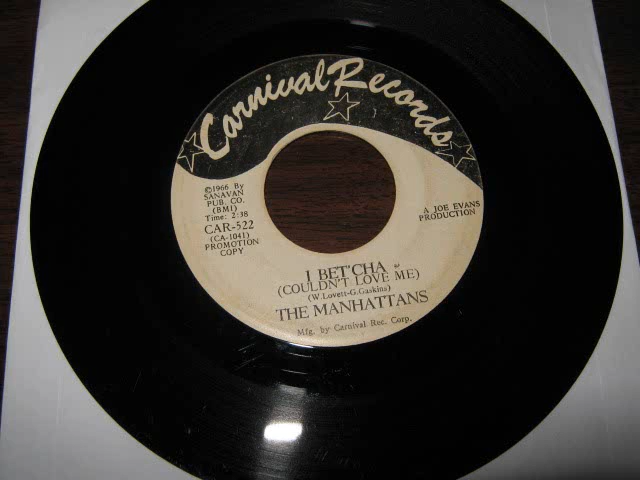 Carnival Records
©1966 By
SANAVAN
PUB. CO.
(BMI)
Time: 2:38
CAR-522
(CA-1041)
PROMOTION
COPY
A JOE EVANS
PRODUCTION
I BET'CHA
(COULDN'T LOVE ME)
(W.Lovett-G.Gaskins)
THE MANHATTANS
Mfg. by Carnival Rec. Corp.